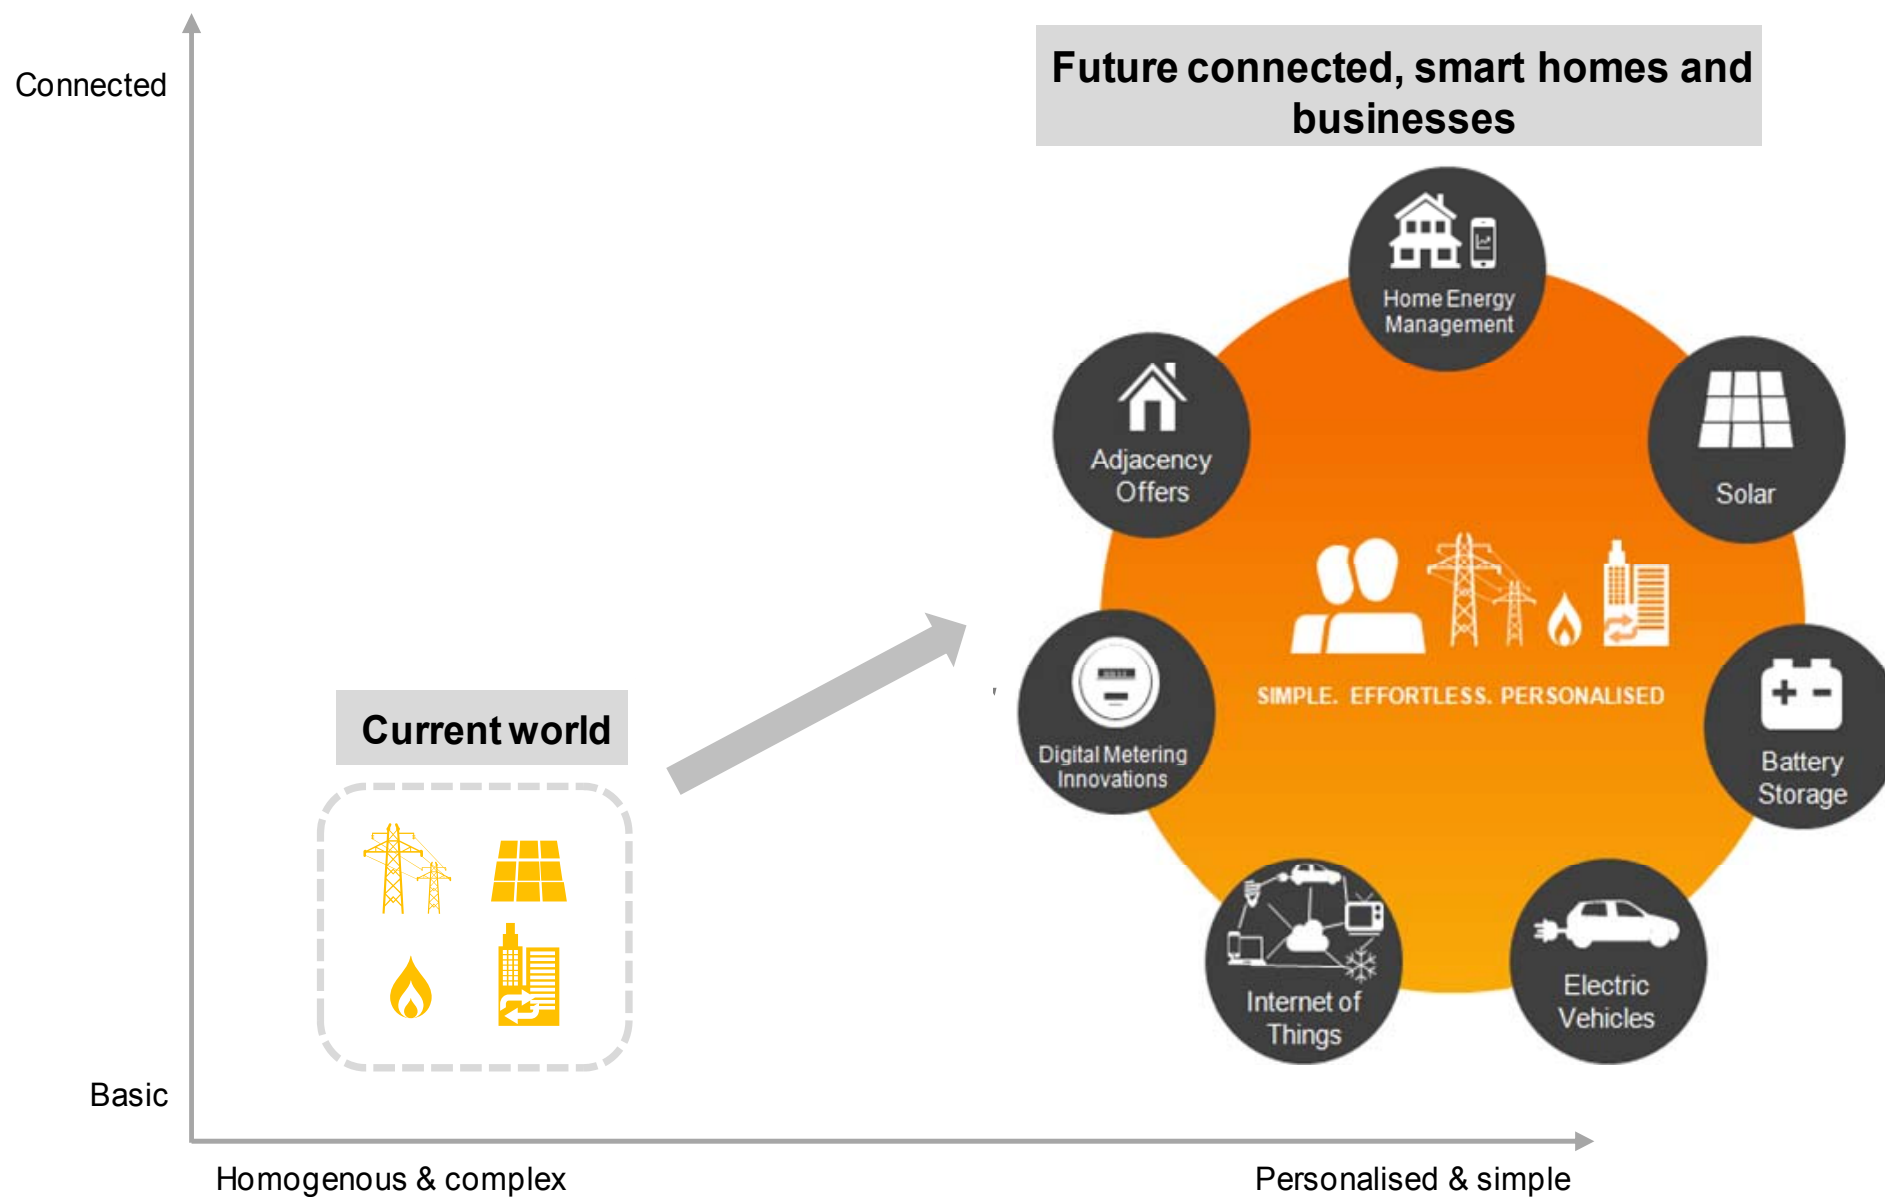 Connected
Future connected, smart homes and
businesses
Home Energy
Management
Adjacency
Offers
Solar
SIMPLE. EFFORTLESS. PERSONALISED
Current world
Digital Metering
Innovations
Battery
Storage
Internet of
Things
Electric
Vehicles
Basic
Homogenous & complex
Personalised & simple